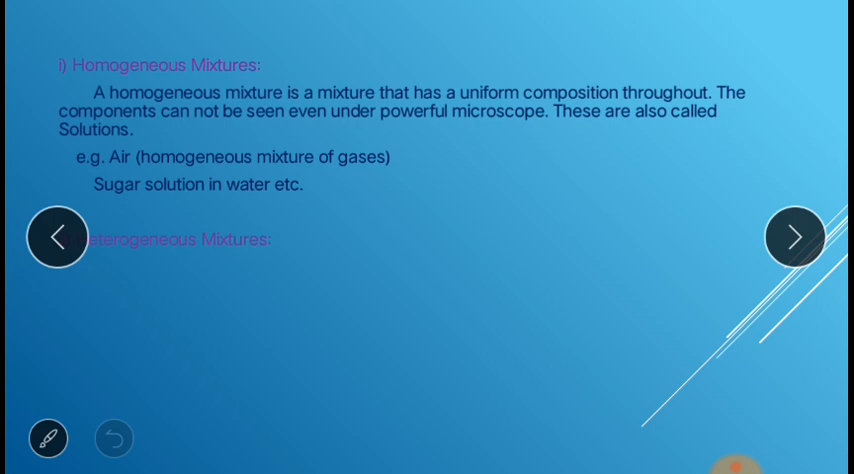 i) Homogeneous Mixtures:
A homogeneous mixture is a mixture that has a uniform composition throughout. The
components can not be seen even under powerful microscope. These are also called
Solutions.
e.g. Air (homogeneous mixture of gases)
Sugar solution in water etc.
eterogeneous Mixtures: